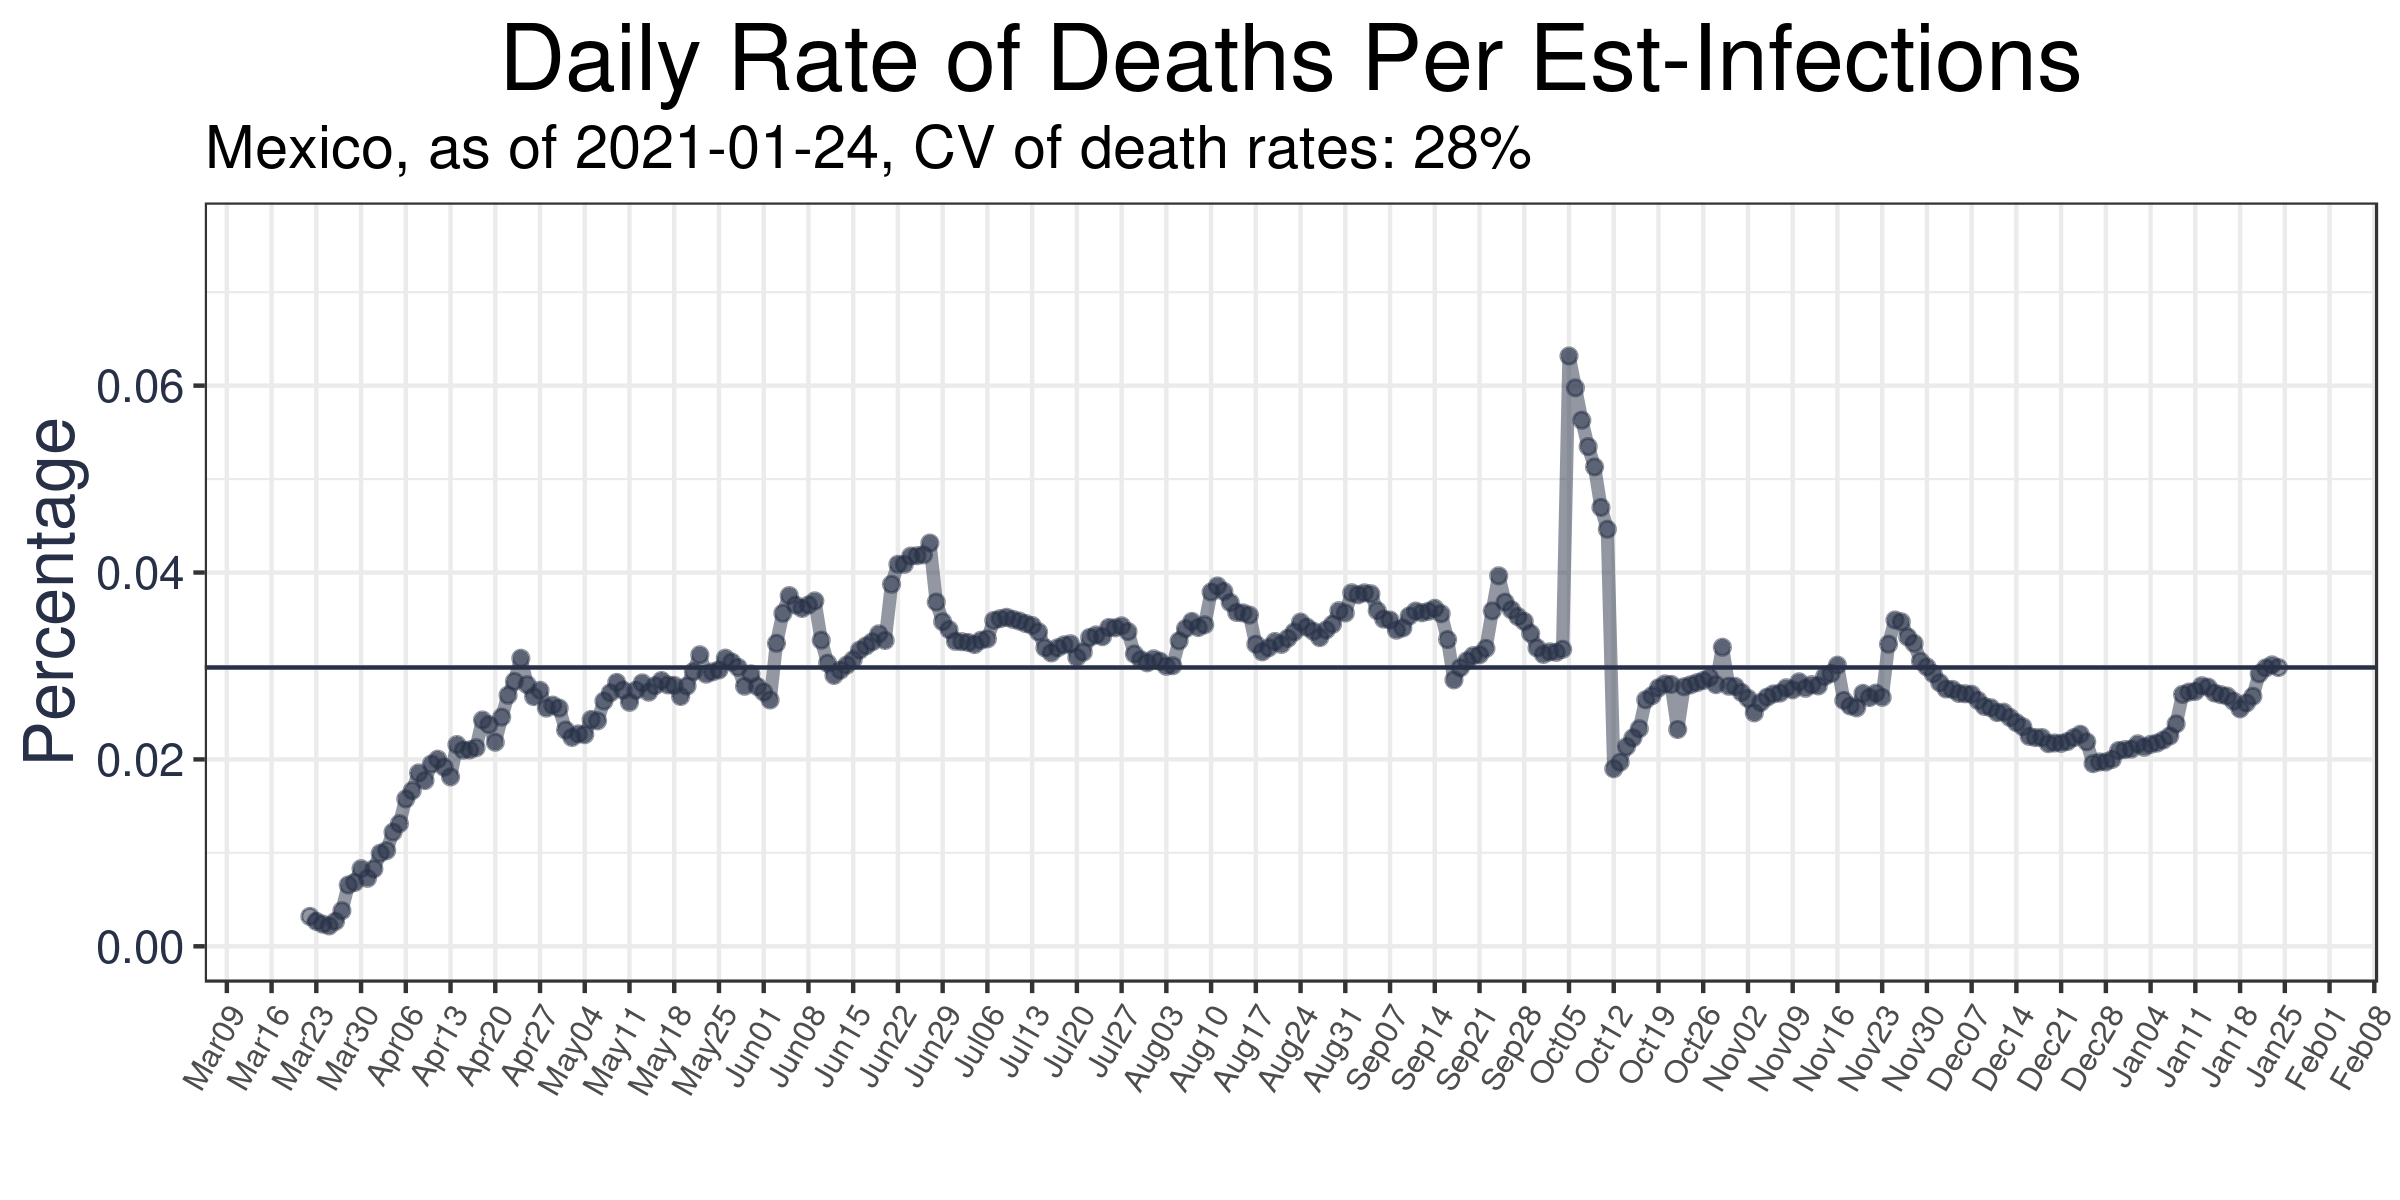 Daily Rate of Deaths Per Est-Infections
Mexico, as of 2021-01-24, CV of death rates: 28%
Percentage
0.06
0.04
0.02
0.00
Mar09 Mar16 Mar23 Mar30 Apr06 Apr13 Apr20 Apr27 May04 May11 May18 May25 Jun01 Jun08 Jun15 Jun22 Jun29 Jul06 Jul13 Jul20 Jul27 Aug03 Aug10 Aug17 Aug24 Aug31 Sep07 Sep14 Sep21 Sep28 Oct05 Oct12 Oct19 Oct26 Nov02 Nov09 Nov16 Nov23 Nov30 Dec07 Dec14 Dec21 Dec28 Jan04 Jan11 Jan18 Jan25 Feb01 Feb08